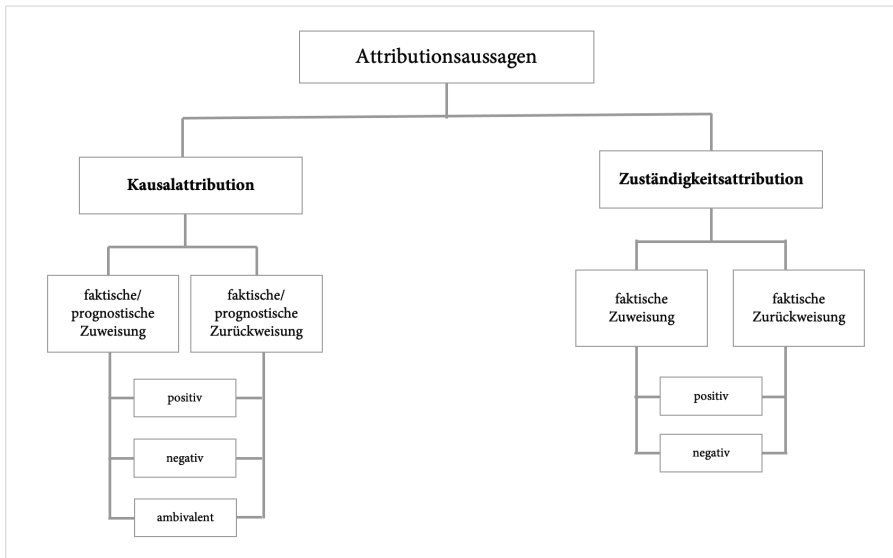 Attributionsaussagen
Kausalattribution
Zuständigkeitsattribution
faktische/
prognostische
Zuweisung
faktische/
prognostische
Zurückweisung
faktische
Zuweisung
faktische
Zurückweisung
positiv
negativ
ambivalent
positiv
negativ